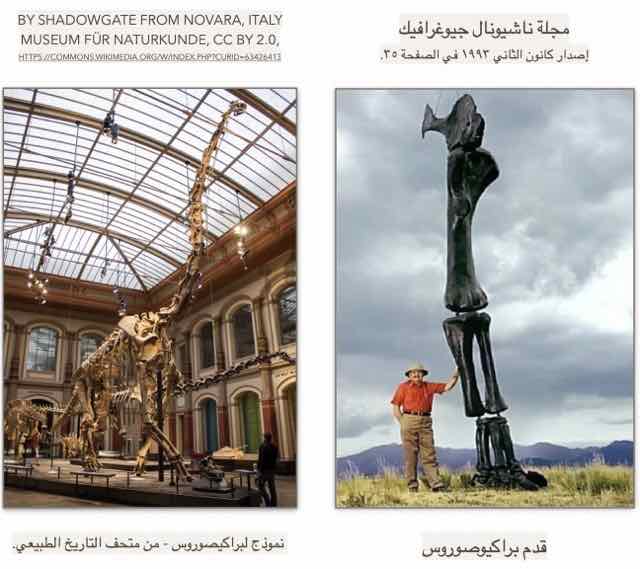 BY SHADOWGATE FROM NOVARA, ITALY
MUSEUM FÜR NATURKUNDE, CC BY 2.0,
HTTPS://COMMONS.WIKIMEDIA.ORG/W/INDEX.PHP?CURID=63426413
مجلة ناشيونال جيوغرافيك
إصدار كانون الثاني ١٩٩٣ في الصفحة ٣٥.
نموذج لبراكيصوروس - من متحف التاريخ الطبيعي.
قدم براكيوصوروس